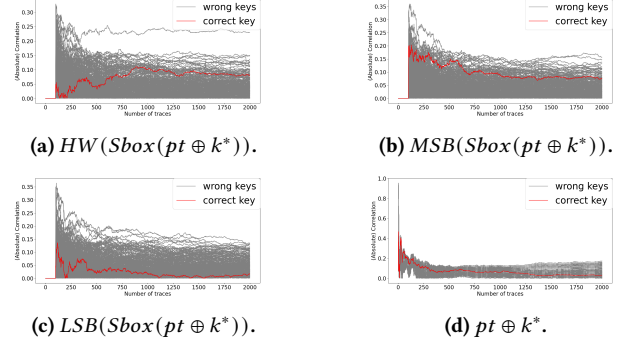 wrong keys
correct key
(Absolute) Correlation
0.30
0.25
0.20
0.15
0.10
0.05
0.00
0 250 500 750 1000 1250 1500 1750 2000
Number of traces
(a) HW(Sbox(pt ⊕ k*)).
wrong keys
correct key
(Absolute) Correlation
0.35
0.30
0.25
0.20
0.15
0.10
0.05
0.00
0 250 500 750 1000 1250 1500 1750 2000
Number of traces
(b) MSB(Sbox(pt ⊕ k*)).
wrong keys
correct key
(Absolute) Correlation
0.35
0.30
0.25
0.20
0.15
0.10
0.05
0.00
0 250 500 750 1000 1250 1500 1750 2000
Number of traces
(c) LSB(Sbox(pt ⊕ k*)).
wrong keys
correct key
(Absolute) Correlation
1.0
0.8
0.6
0.4
0.2
0.0
0 250 500 750 1000 1250 1500 1750 2000
Number of traces
(d) pt ⊕ k*.